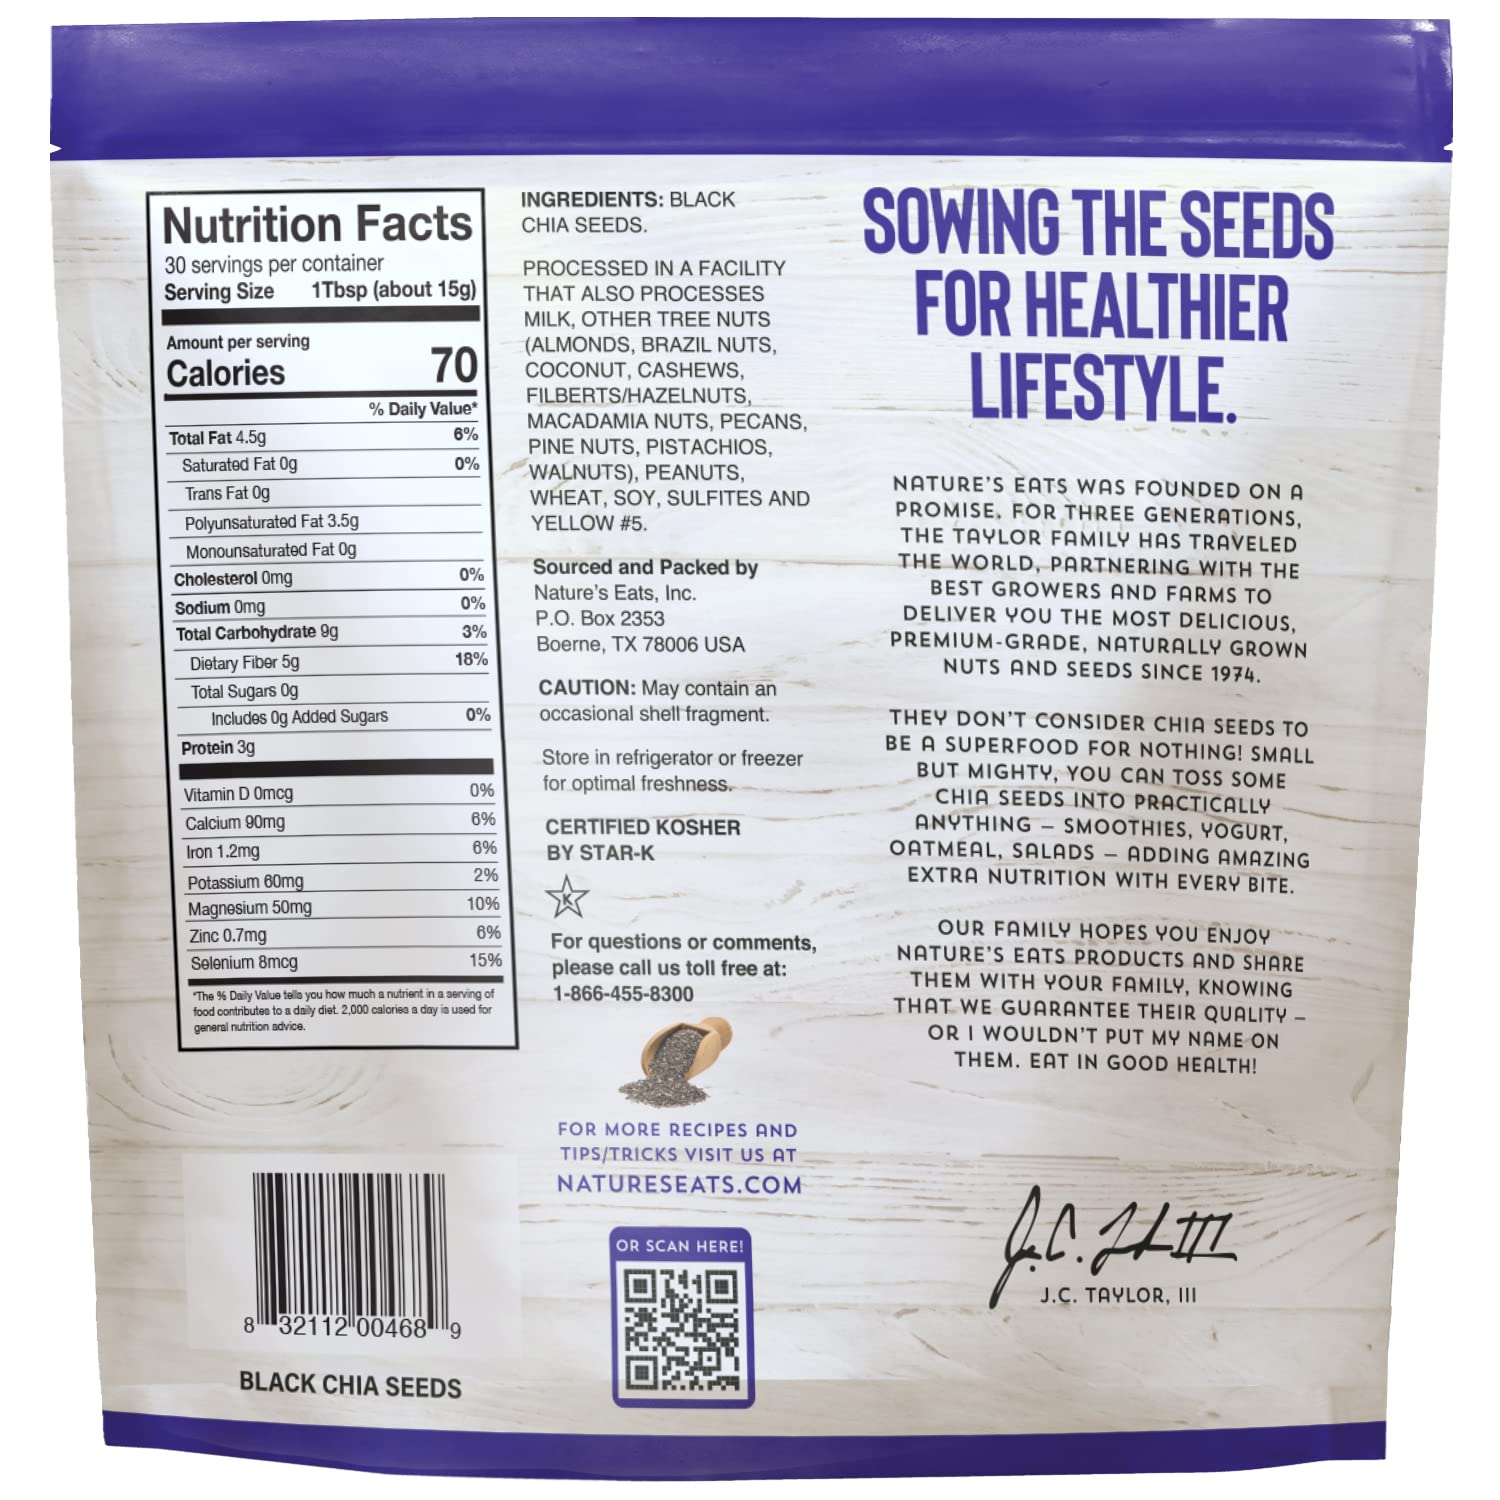 Nutrition Facts
30 servings per container
Serving Size 1Tbsp (about 15g)
Amount per serving
Calories 70
% Daily Value*
Total Fat 4.5g 6%
Saturated Fat 0g 0%
Trans Fat 0g
Polyunsaturated Fat 3.5g
Monounsaturated Fat 0g
Cholesterol 0mg 0%
Sodium 0mg 0%
Total Carbohydrate 9g 3%
Dietary Fiber 5g 18%
Total Sugars 0g
Includes 0g Added Sugars 0%
Protein 3g
Vitamin D 0mcg 0%
Calcium 90mg 6%
Iron 1.2mg 6%
Potassium 60mg 2%
Magnesium 50mg 10%
Zinc 0.7mg 6%
Selenium 8mcg 15%
*The % Daily Value tells you how much a nutrient in a serving of
food contributes to a daily diet. 2,000 calories a day is used for
general nutrition advice.
8 32112 00468 9
BLACK CHIA SEEDS
INGREDIENTS: BLACK
CHIA SEEDS.
PROCESSED IN A FACILITY
THAT ALSO PROCESSES
MILK, OTHER TREE NUTS
(ALMONDS, BRAZIL NUTS,
COCONUT, CASHEWS,
FILBERTS/HAZELNUTS,
MACADAMIA NUTS, PECANS,
PINE NUTS, PISTACHIOS,
WALNUTS), PEANUTS,
WHEAT, SOY, SULFITES AND
YELLOW #5.
Sourced and Packed by
Nature's Eats, Inc.
P.O. Box 2353
Boerne, TX 78006 USA
CAUTION: May contain an
occasional shell fragment.
Store in refrigerator or freezer
for optimal freshness.
CERTIFIED KOSHER
BY STAR-K
K
For questions or comments,
please call us toll free at:
1-866-455-8300
FOR MORE RECIPES AND
TIPS/TRICKS VISIT US AT
NATURESEATS.COM
OR SCAN HERE!
SOWING THE SEEDS
FOR HEALTHIER
LIFESTYLE.
NATURE'S EATS WAS FOUNDED ON A
PROMISE. FOR THREE GENERATIONS,
THE TAYLOR FAMILY HAS TRAVELED
THE WORLD, PARTNERING WITH THE
BEST GROWERS AND FARMS TO
DELIVER YOU THE MOST DELICIOUS,
PREMIUM-GRADE, NATURALLY GROWN
NUTS AND SEEDS SINCE 1974.
THEY DON'T CONSIDER CHIA SEEDS TO
BE A SUPERFOOD FOR NOTHING! SMALL
BUT MIGHTY, YOU CAN TOSS SOME
CHIA SEEDS INTO PRACTICALLY
ANYTHING – SMOOTHIES, YOGURT,
OATMEAL, SALADS – ADDING AMAZING
EXTRA NUTRITION WITH EVERY BITE.
OUR FAMILY HOPES YOU ENJOY
NATURE'S EATS PRODUCTS AND SHARE
THEM WITH YOUR FAMILY, KNOWING
THAT WE GUARANTEE THEIR QUALITY –
OR I WOULDN'T PUT MY NAME ON
THEM. EAT IN GOOD HEALTH!
J.C. TAYLOR, III